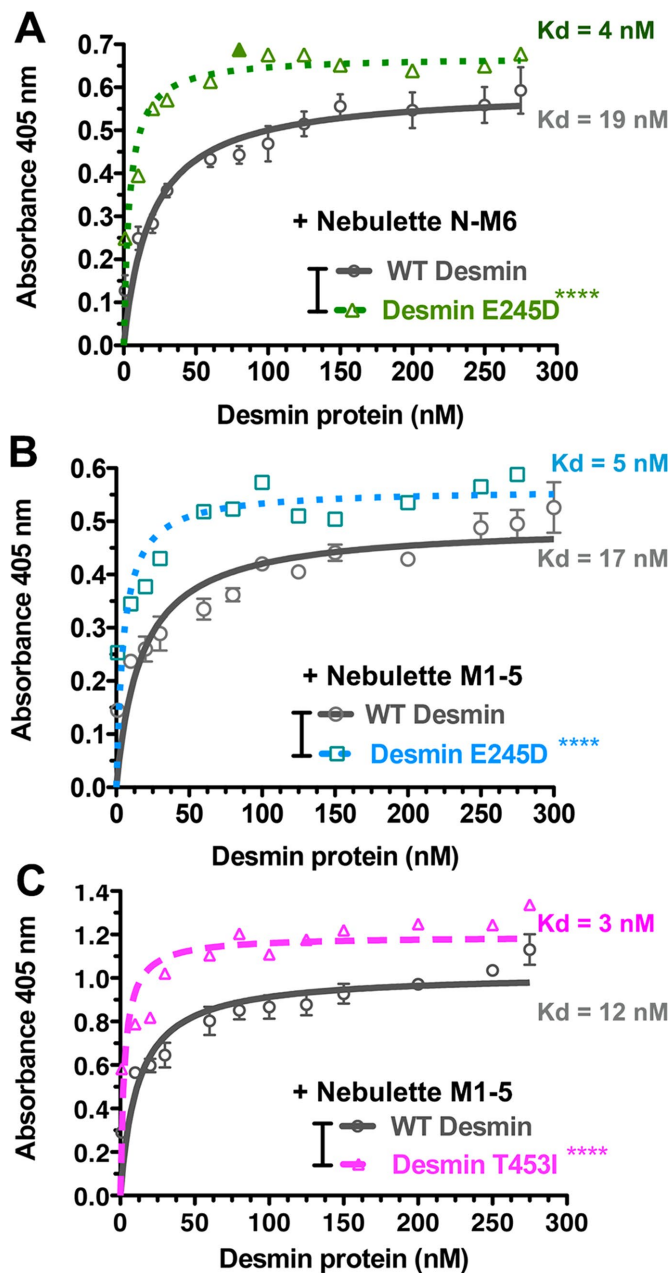 A
Kd = 4 nM
0.7
0.6
0.5
0.4
0.3
0.2
0.1
0.0
Absorbance 405 nm
Kd = 19 nM
+ Nebulette N-M6
WT Desmin
Desmin E245D****
0 50 100 150 200 250 300
Desmin protein (nM)
B
Kd = 5 nM
0.6
0.5
0.4
0.3
0.2
0.1
0.0
Absorbance 405 nm
Kd = 17 nM
+ Nebulette M1-5
WT Desmin
Desmin E245D ****
0 50 100 150 200 250 300
Desmin protein (nM)
C
1.4
1.2
1.0
0.8
0.6
0.4
1.2
0.0
Absorbance 405 nm
Kd = 3 nM
Kd = 12 nM
+ Nebulette M1-5
WT Desmin
Desmin T453I ****
0 50 100 150 200 250 300
Desmin protein (nM)